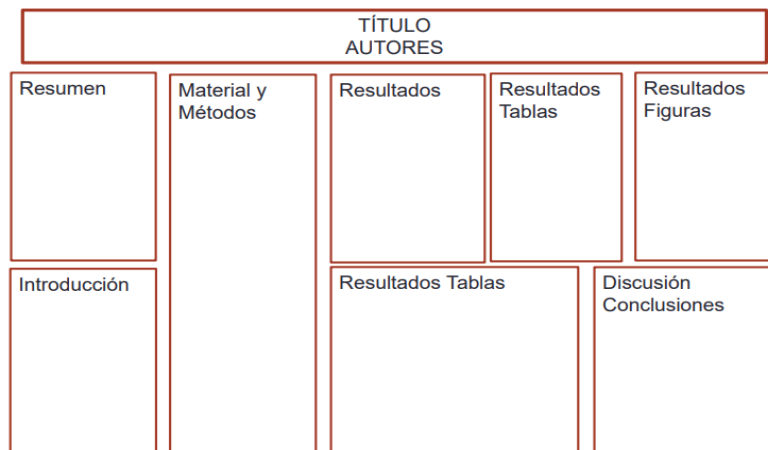 TÍTULO
AUTORES
Resumen
Material y
Métodos
Resultados
Resultados
Tablas
Resultados
Figuras
Introducción
Resultados Tablas
Discusión
Conclusiones